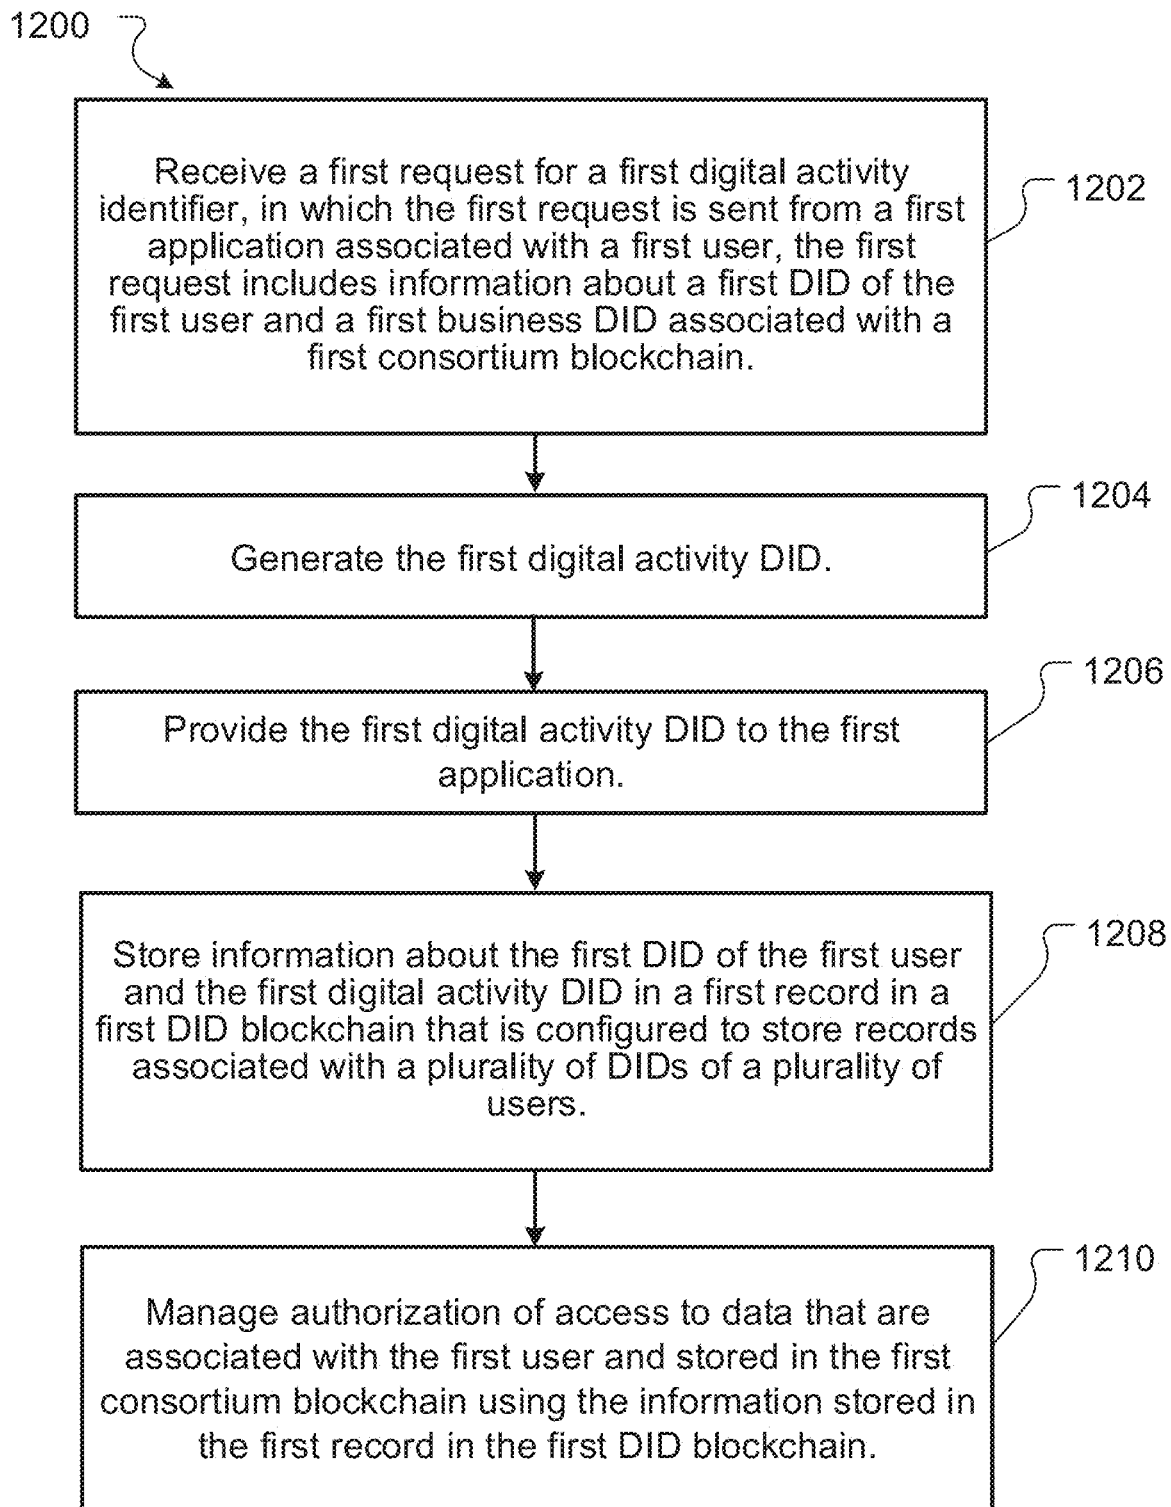 1200
Receive a first request for a first digital activity
identifier, in which the first request is sent from a first
application associated with a first user, the first
request includes information about a first DID of the
first user and a first business DID associated with a
first consortium blockchain.
1202
Generate the first digital activity DID.
1204
Provide the first digital activity DID to the first
application.
1206
Store information about the first DID of the first user
and the first digital activity DID in a first record in a
first DID blockchain that is configured to store records
associated with a plurality of DIDs of a plurality of
users.
1208
Manage authorization of access to data that are
associated with the first user and stored in the first
consortium blockchain using the information stored in
the first record in the first DID blockchain.
1210